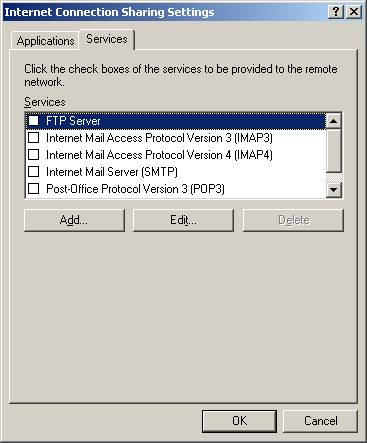 Internet Connection Sharing Settings
Applications
Services
Click the check boxes of the services to be provided to the remote
network.
Services
FTP Server
Internet Mail Access Protocol Version 3 (IMAP3)
Internet Mail Access Protocol Version 4 (IMAP4)
Internet Mail Server (SMTP)
Post-Office Protocol Version 3 (POP3)
Add...
Edit...
Delete
OK
Cancel